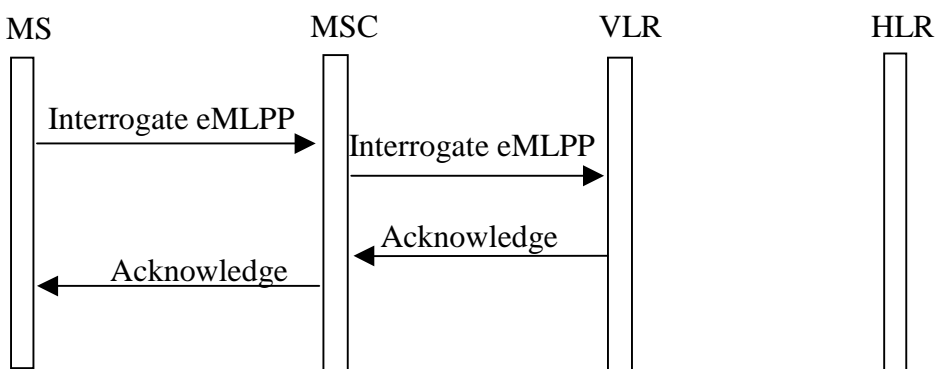 MS MSC VLR HLR
Interrogate eMLPP
Interrogate eMLPP
Acknowledge
Acknowledge